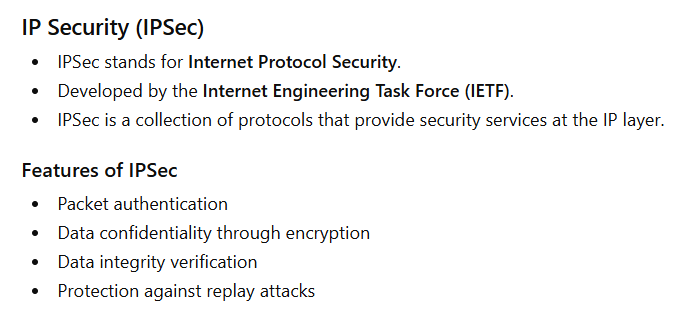 IP Security (IPSec)
• IPSec stands for Internet Protocol Security.
• Developed by the Internet Engineering Task Force (IETF).
• IPSec is a collection of protocols that provide security services at the IP layer.
Features of IPSec
• Packet authentication
• Data confidentiality through encryption
• Data integrity verification
• Protection against replay attacks